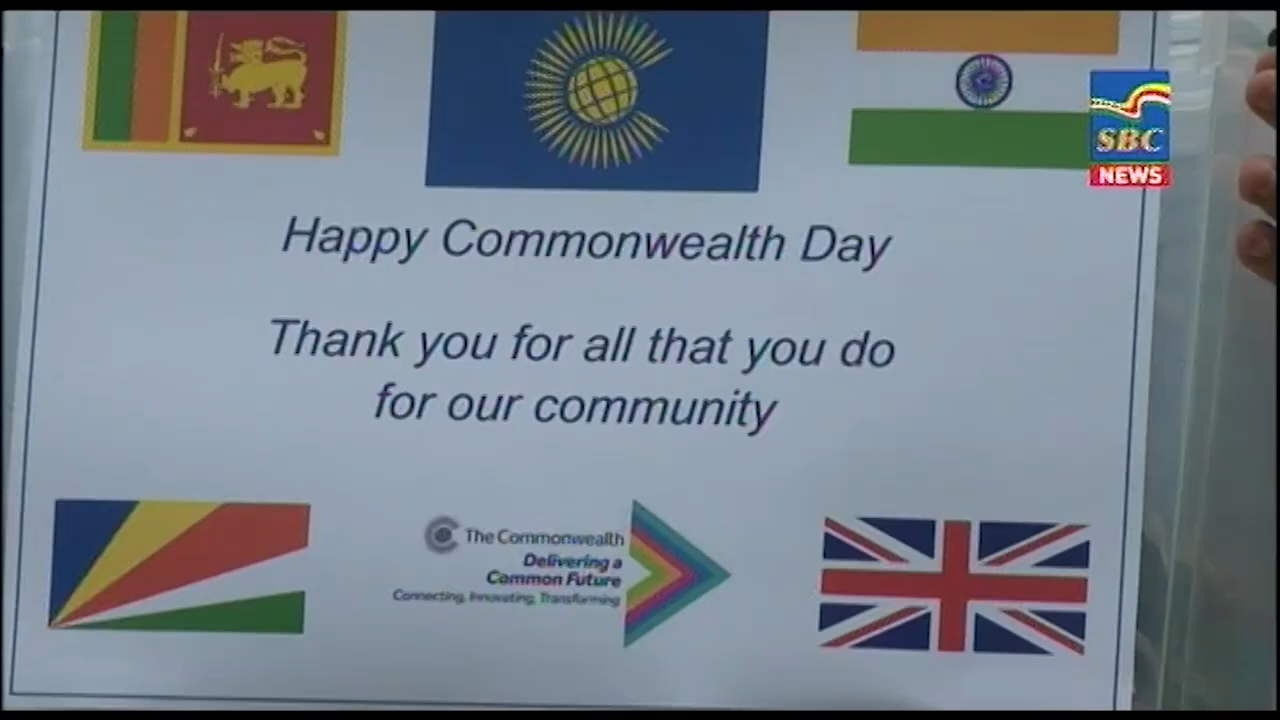 SBC
NEWS
Happy Commonwealth Day
Thank you for all that you do
for our community
The Commonwealth
Delivering a
Common Future
Connecting, Innovating, Transforming